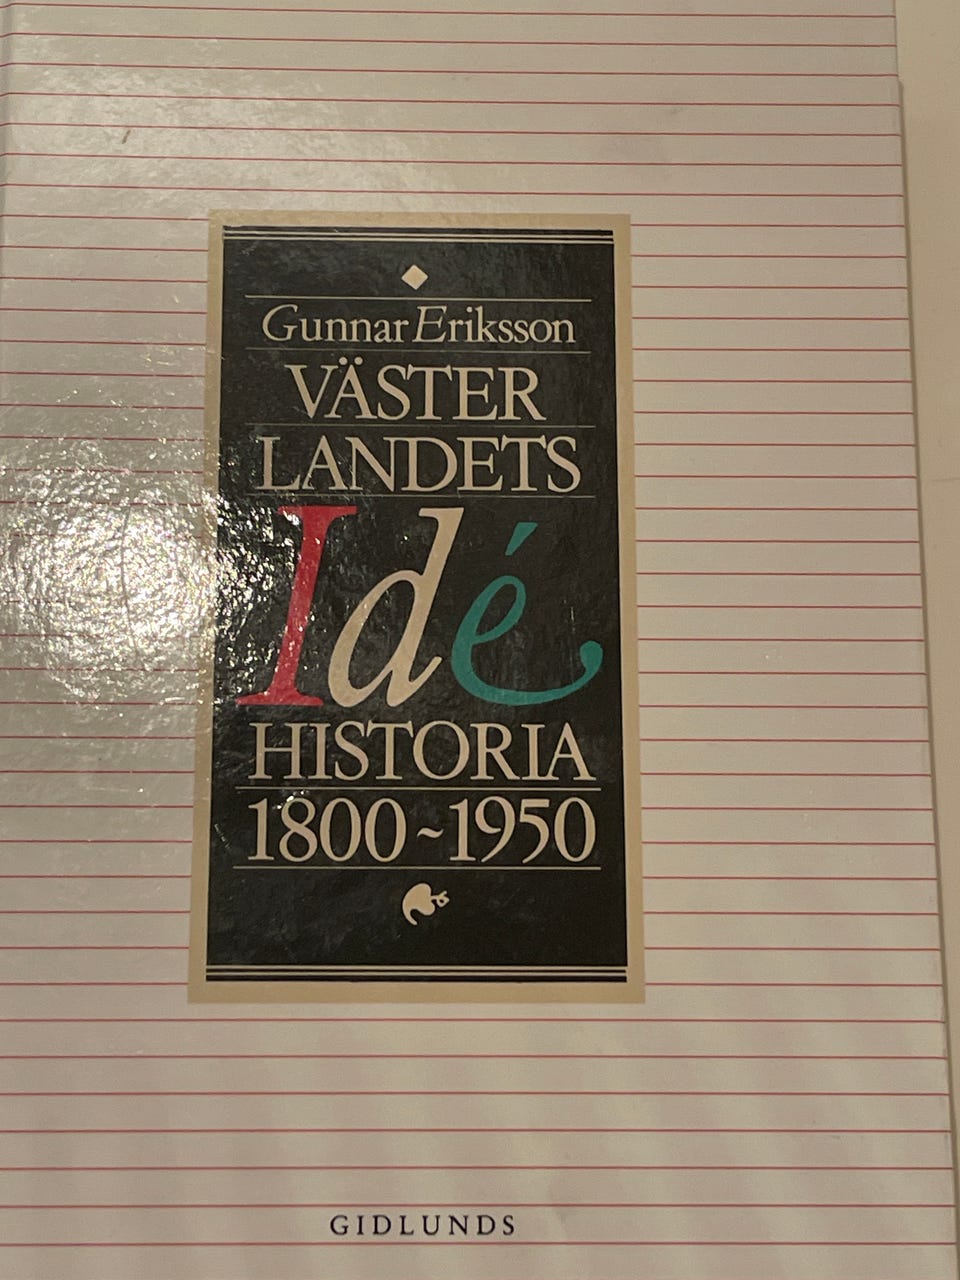 Gunnar Eriksson
VÄSTER
LANDETS
Idé
HISTORIA
1800~1950
GIDLUNDS